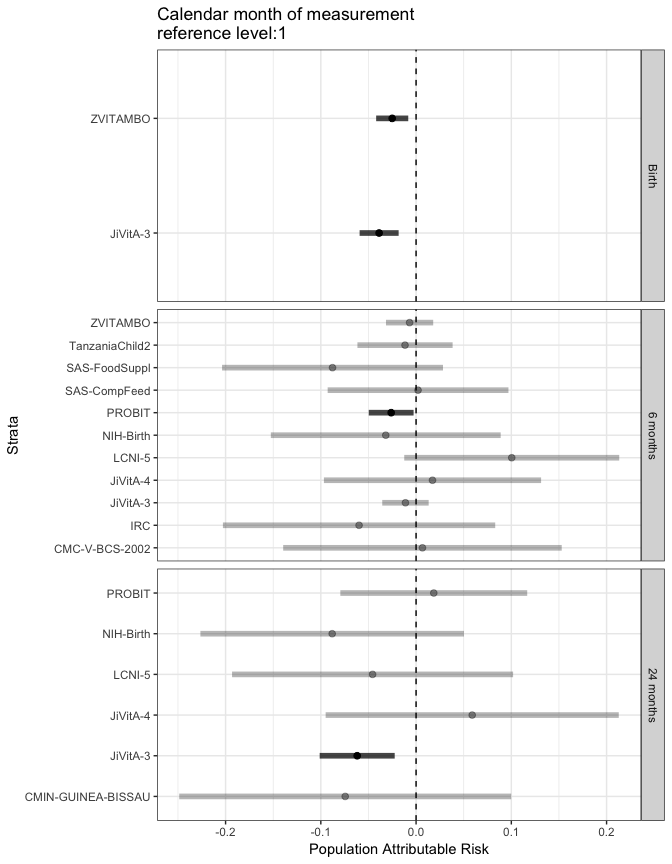 Calendar month of measurement
reference level:1
ZVITAMBO
JiVitA-3
Birth
ZVITAMBO
TanzaniaChild2
SAS-FoodSuppl
SAS-CompFeed
PROBIT
NIH-Birth
LCNI-5
JiVitA-4
JiVitA-3
IRC
CMC-V-BCS-2002
6 months
PROBIT
NIH-Birth
LCNI-5
JiVitA-4
JiVitA-3
CMIN-GUINEA-BISSAU
24 months
Strata
-0.2 -0.1 0.0 0.1 0.2
Population Attributable Risk